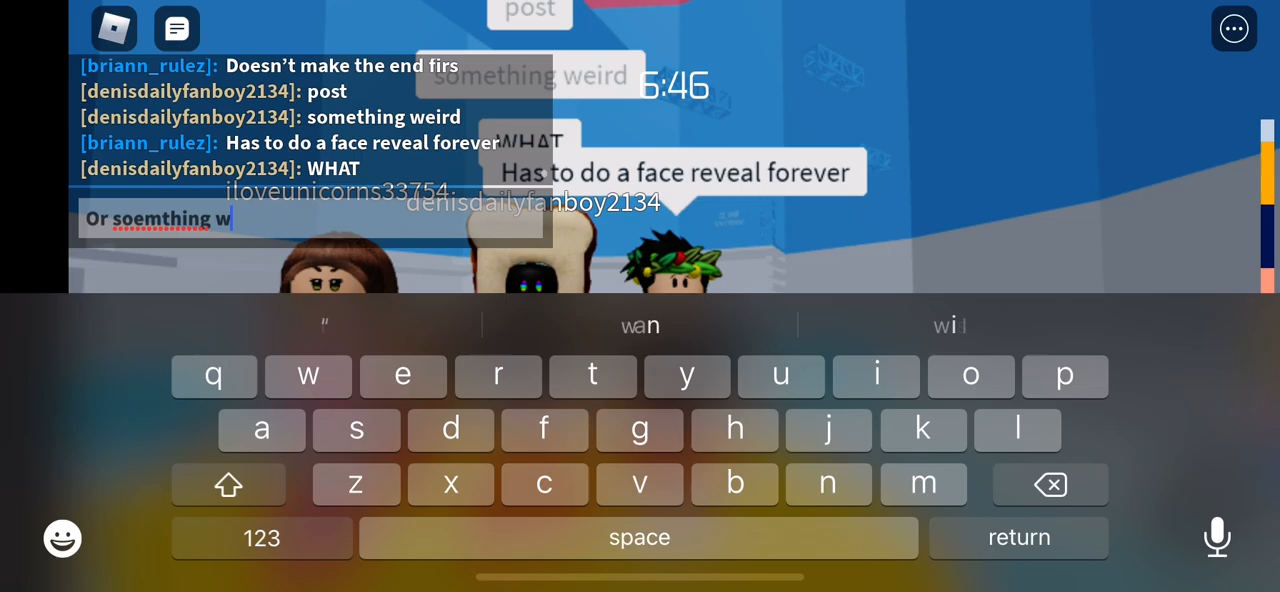 post
something weird
6:46
[briann_rulez]: Doesn’t make the end firs
[denisdailyfanboy2134]: post
[denisdailyfanboy2134]: something weird
[briann_rulez]: Has to do a face reveal forever
[denisdailyfanboy2134]: WHAT
WHAT
Has to do a face reveal forever
iloveunicorns33754
denisdailyfanboy2134
Or soemthing w
q w e r t y u i o p
a s d f g h j k l
z x c v b n m
123 space return